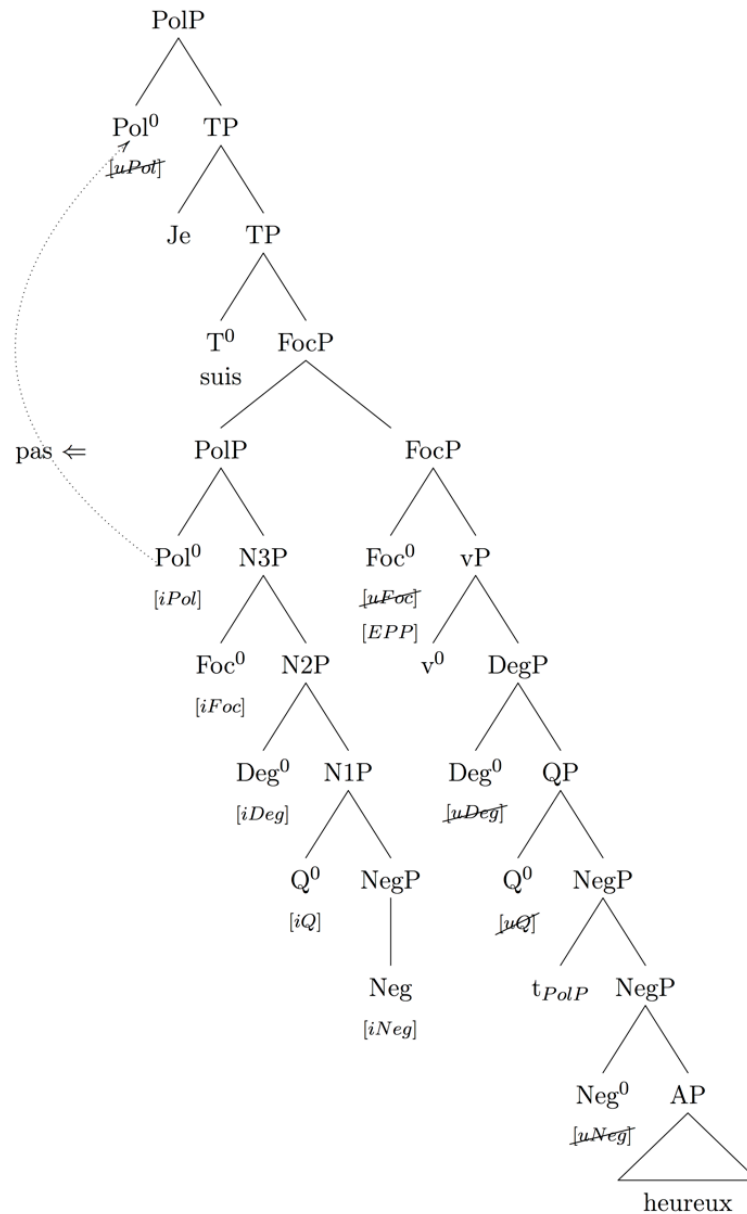 PolP
Pol⁰ TP
[uPol]
Je TP
T⁰ FocP
suis
pas ⇐ PolP FocP
Pol⁰ N3P Foc⁰ vP
[iPol] [uFoc]
[EPP]
Foc⁰ N2P v⁰ DegP
[iFoc]
Deg⁰ N1P Deg⁰ QP
[iDeg] [uDeg]
Q⁰ NegP Q⁰ NegP
[iQ] [uQ]
Neg t_PolP NegP
[iNeg]
Neg⁰ AP
[uNeg]
heureux